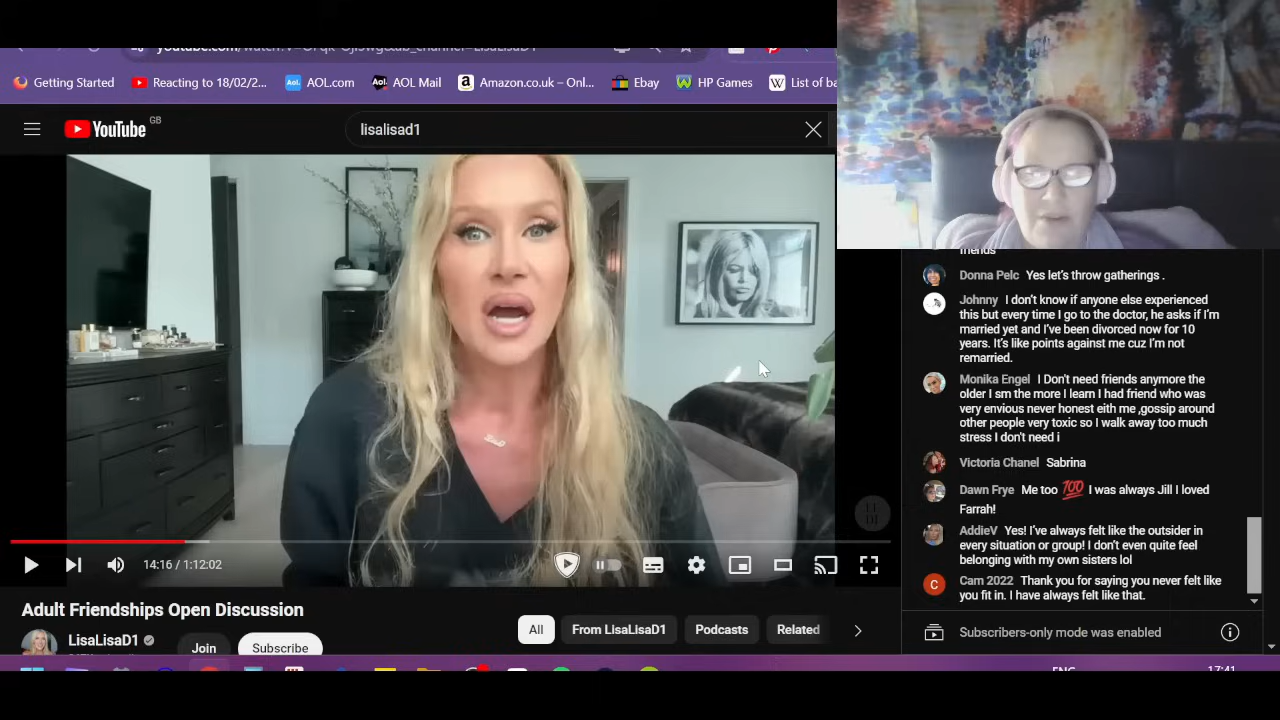 Getting Started
Reacting to 18/02/2...
AOL.com
AOL Mail
Amazon.co.uk – Onl...
Ebay
HP Games
List of ba
YouTube GB
lisalisad1
friends
Donna Pelc Yes let's throw gatherings .
Johnny I don't know if anyone else experienced
this but every time I go to the doctor, he asks if I'm
married yet and I've been divorced now for 10
years. It's like points against me cuz I'm not
remarried.
Monika Engel I Don't need friends anymore the
older I sm the more I learn I had friend who was
very envious never honest eith me ,gossip around
other people very toxic so I walk away too much
stress I don't need i
Victoria Chanel Sabrina
Dawn Frye Me too 💯 I was always Jill I loved
Farrah!
AddieV Yes! I've always felt like the outsider in
every situation or group! I don't even quite feel
belonging with my own sisters lol
C Cam 2022 Thank you for saying you never felt like
you fit in. I have always felt like that.
Subscribers-only mode was enabled
14:16 / 1:12:02
Adult Friendships Open Discussion
All
From LisaLisaD1
Podcasts
Related
LisaLisaD1
Join
Subscribe
ENG
17:41